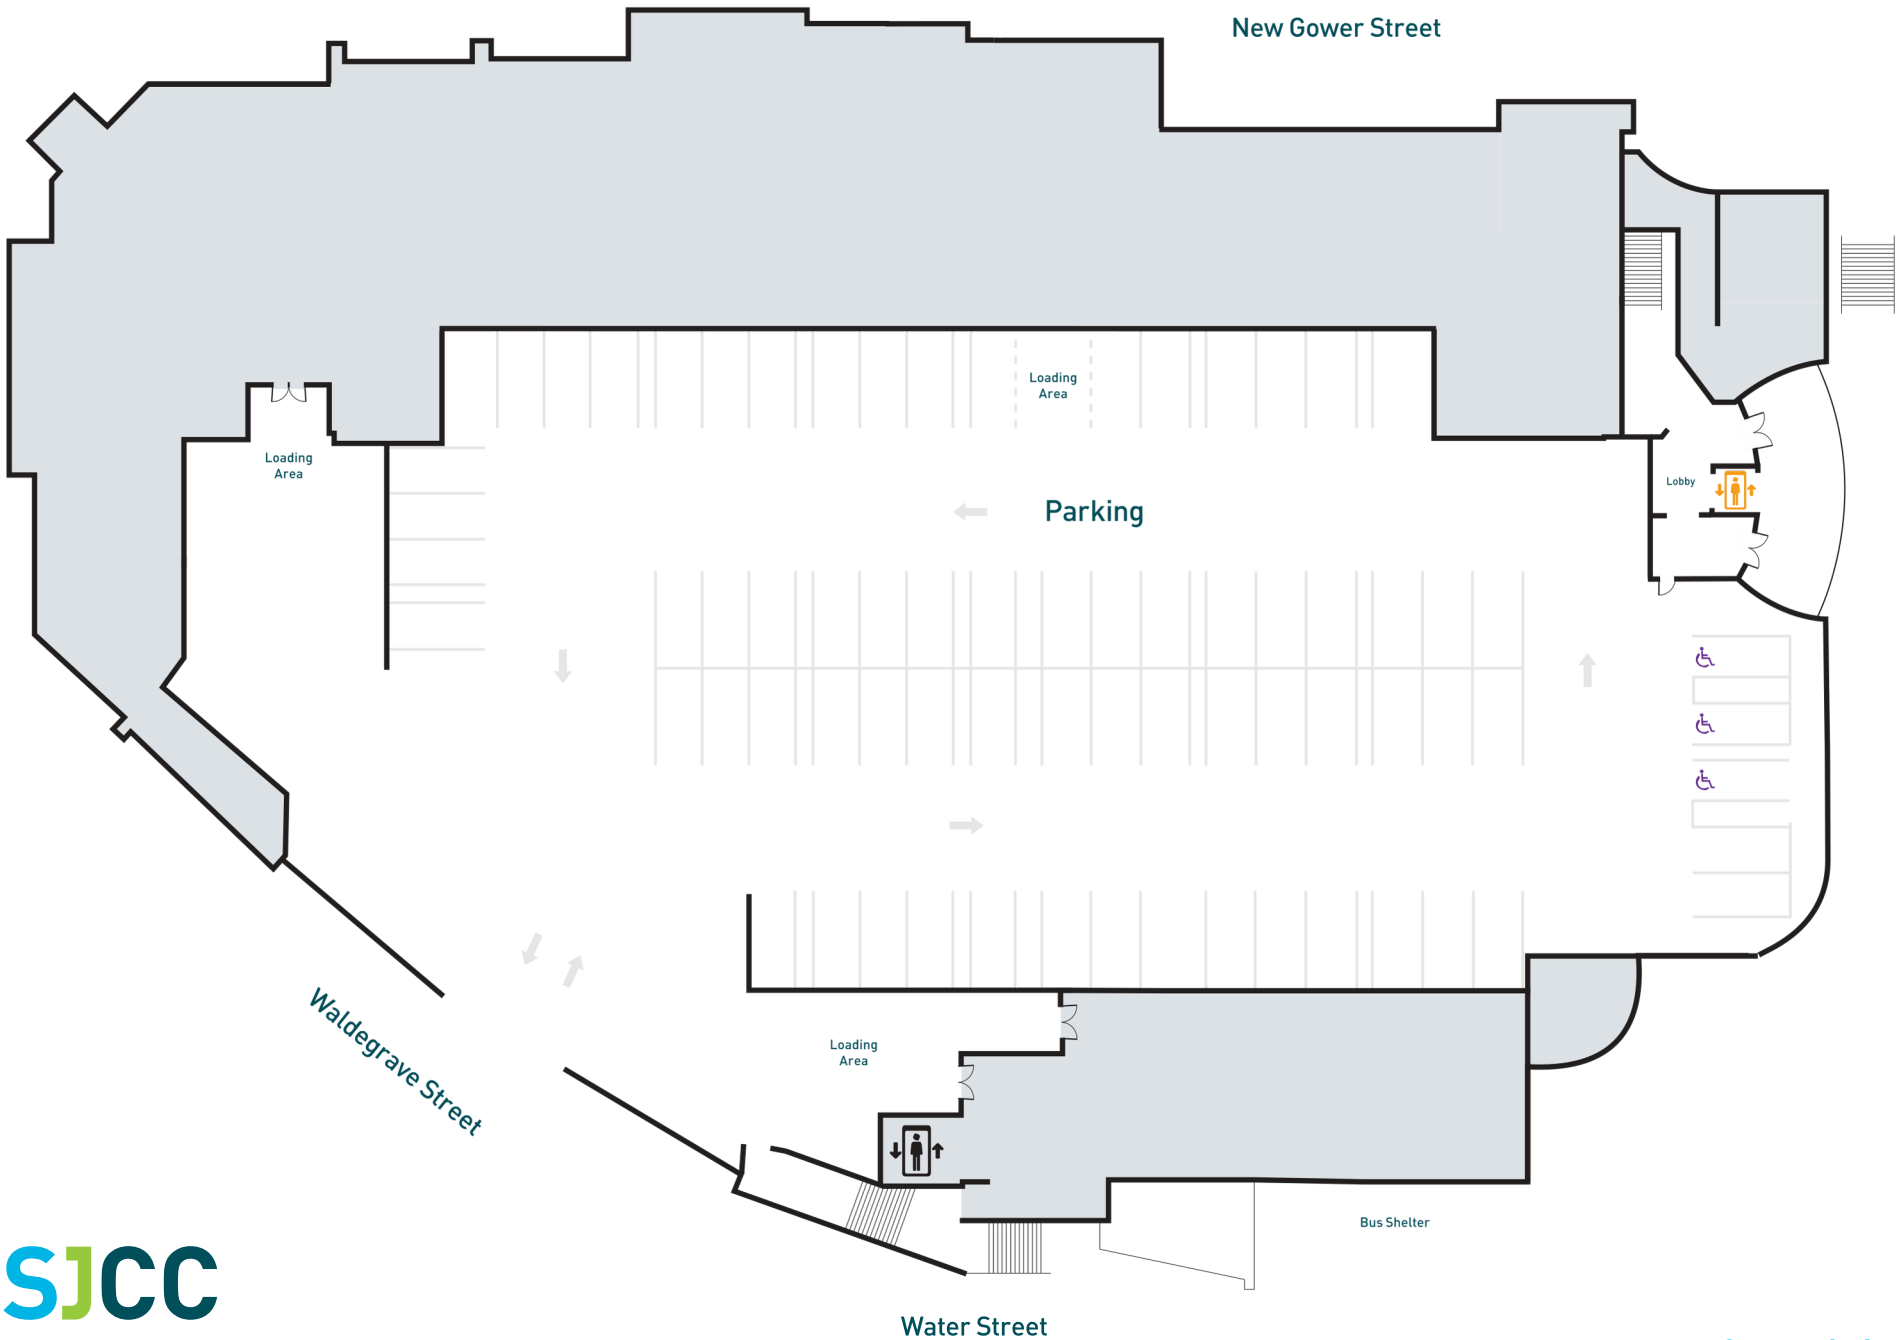 New Gower Street
Loading
Area
Loading
Area
Lobby
Parking
Waldegrave Street
Loading
Area
Bus Shelter
SJCC
Water Street